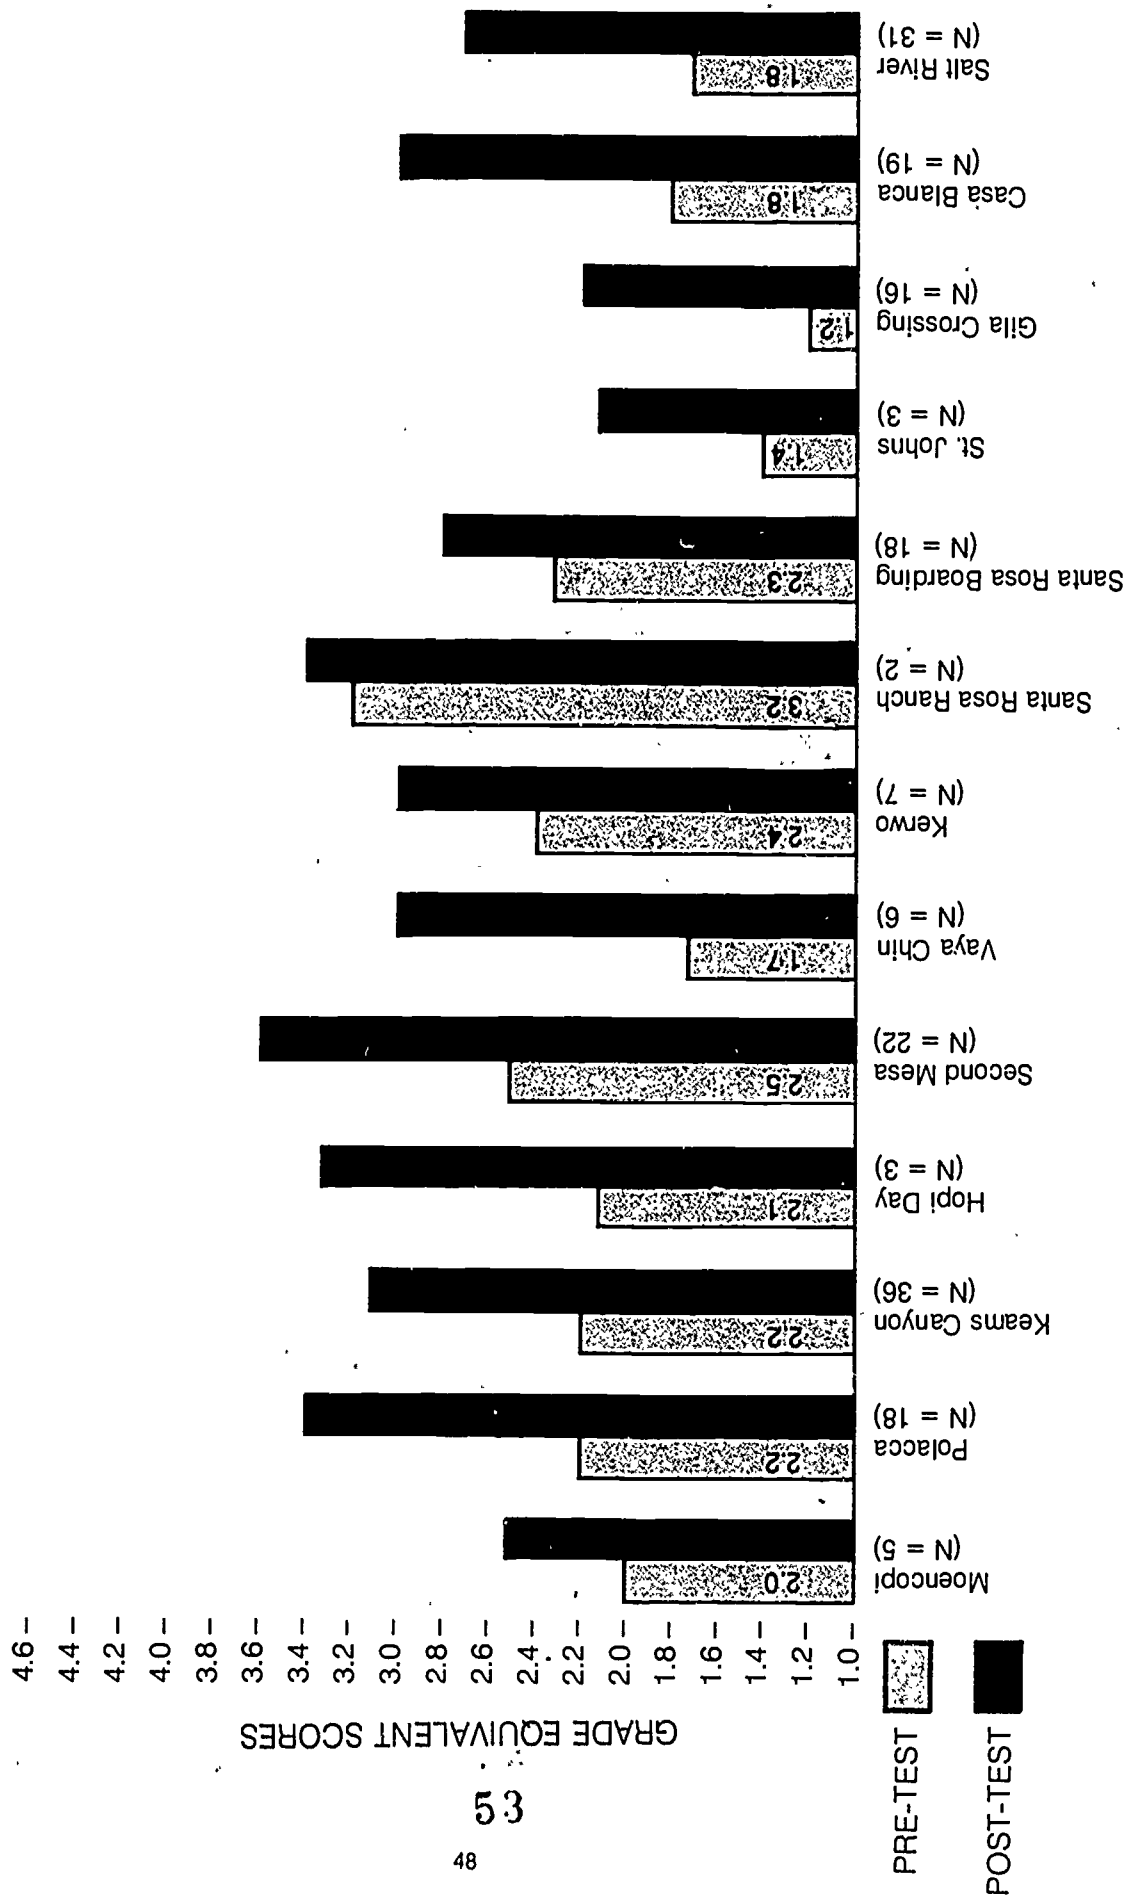 GRADE EQUIVALENT SCORES
4.6
4.4
4.2
4.0
3.8
3.6
3.4
3.2
3.0
2.8
2.6
2.4
2.2
2.0
1.8
1.6
1.4
1.2
1.0
2.0
2.2
2.2
2.1
2.5
1.7
2.4
3.2
2.3
1.4
1.2
1.8
1.8
Moencopi
(N = 5)
Polacca
(N = 18)
Keams Canyon
(N = 36)
Hopi Day
(N = 3)
Second Mesa
(N = 22)
Vaya Chin
(N = 6)
Kerwo
(N = 7)
Santa Rosa Ranch
(N = 2)
Santa Rosa Boarding
(N = 18)
St. Johns
(N = 3)
Gila Crossing
(N = 16)
Casa Blanca
(N = 19)
Salt River
(N = 31)
PRE-TEST
POST-TEST
53
48